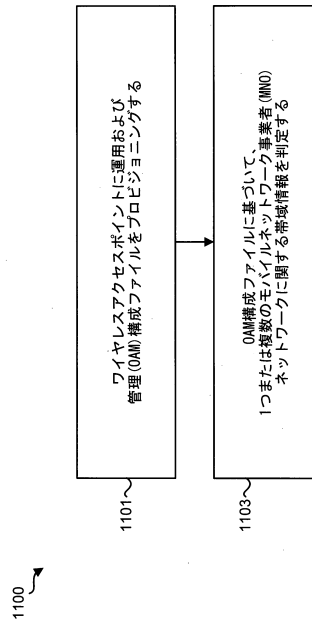 1100
1101
ワイヤレスアクセスポイントに運用および
管理(OAM)構成ファイルをプロビジョニングする
1103
OAM構成ファイルに基づいて、
1つまたは複数のモバイルネットワーク事業者(MNO)
ネットワークに関する帯域情報を判定する